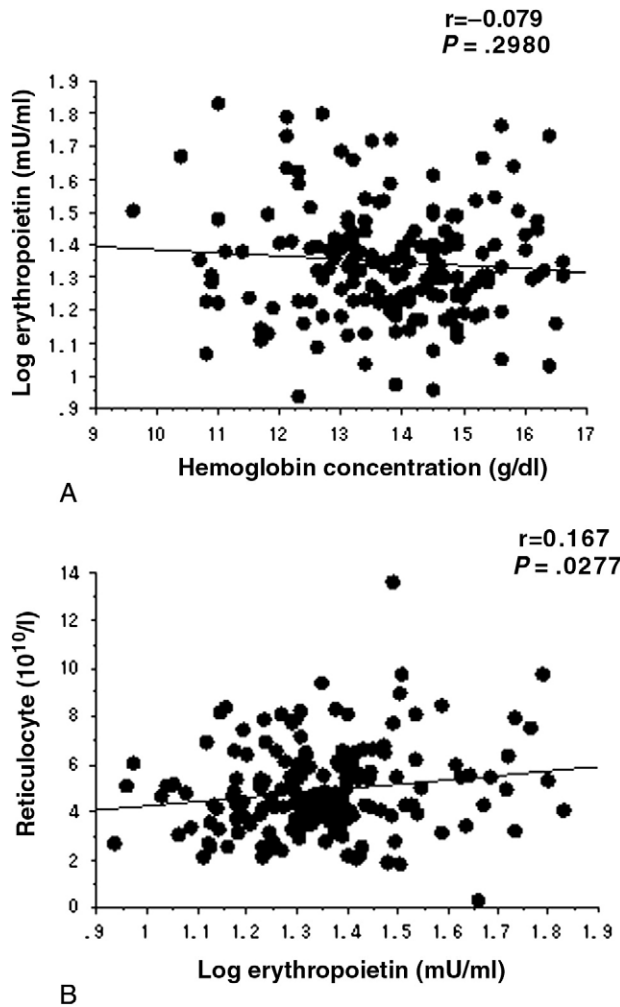 r=−0.079
P = .2980
1.9
1.8
1.7
1.6
1.5
1.4
1.3
1.2
1.1
1
.9
Log erythropoietin (mU/ml)
9 10 11 12 13 14 15 16 17
Hemoglobin concentration (g/dl)
A
r=0.167
P = .0277
14
12
10
8
6
4
2
0
Reticulocyte (10¹⁰/l)
.9 1 1.1 1.2 1.3 1.4 1.5 1.6 1.7 1.8 1.9
Log erythropoietin (mU/ml)
B